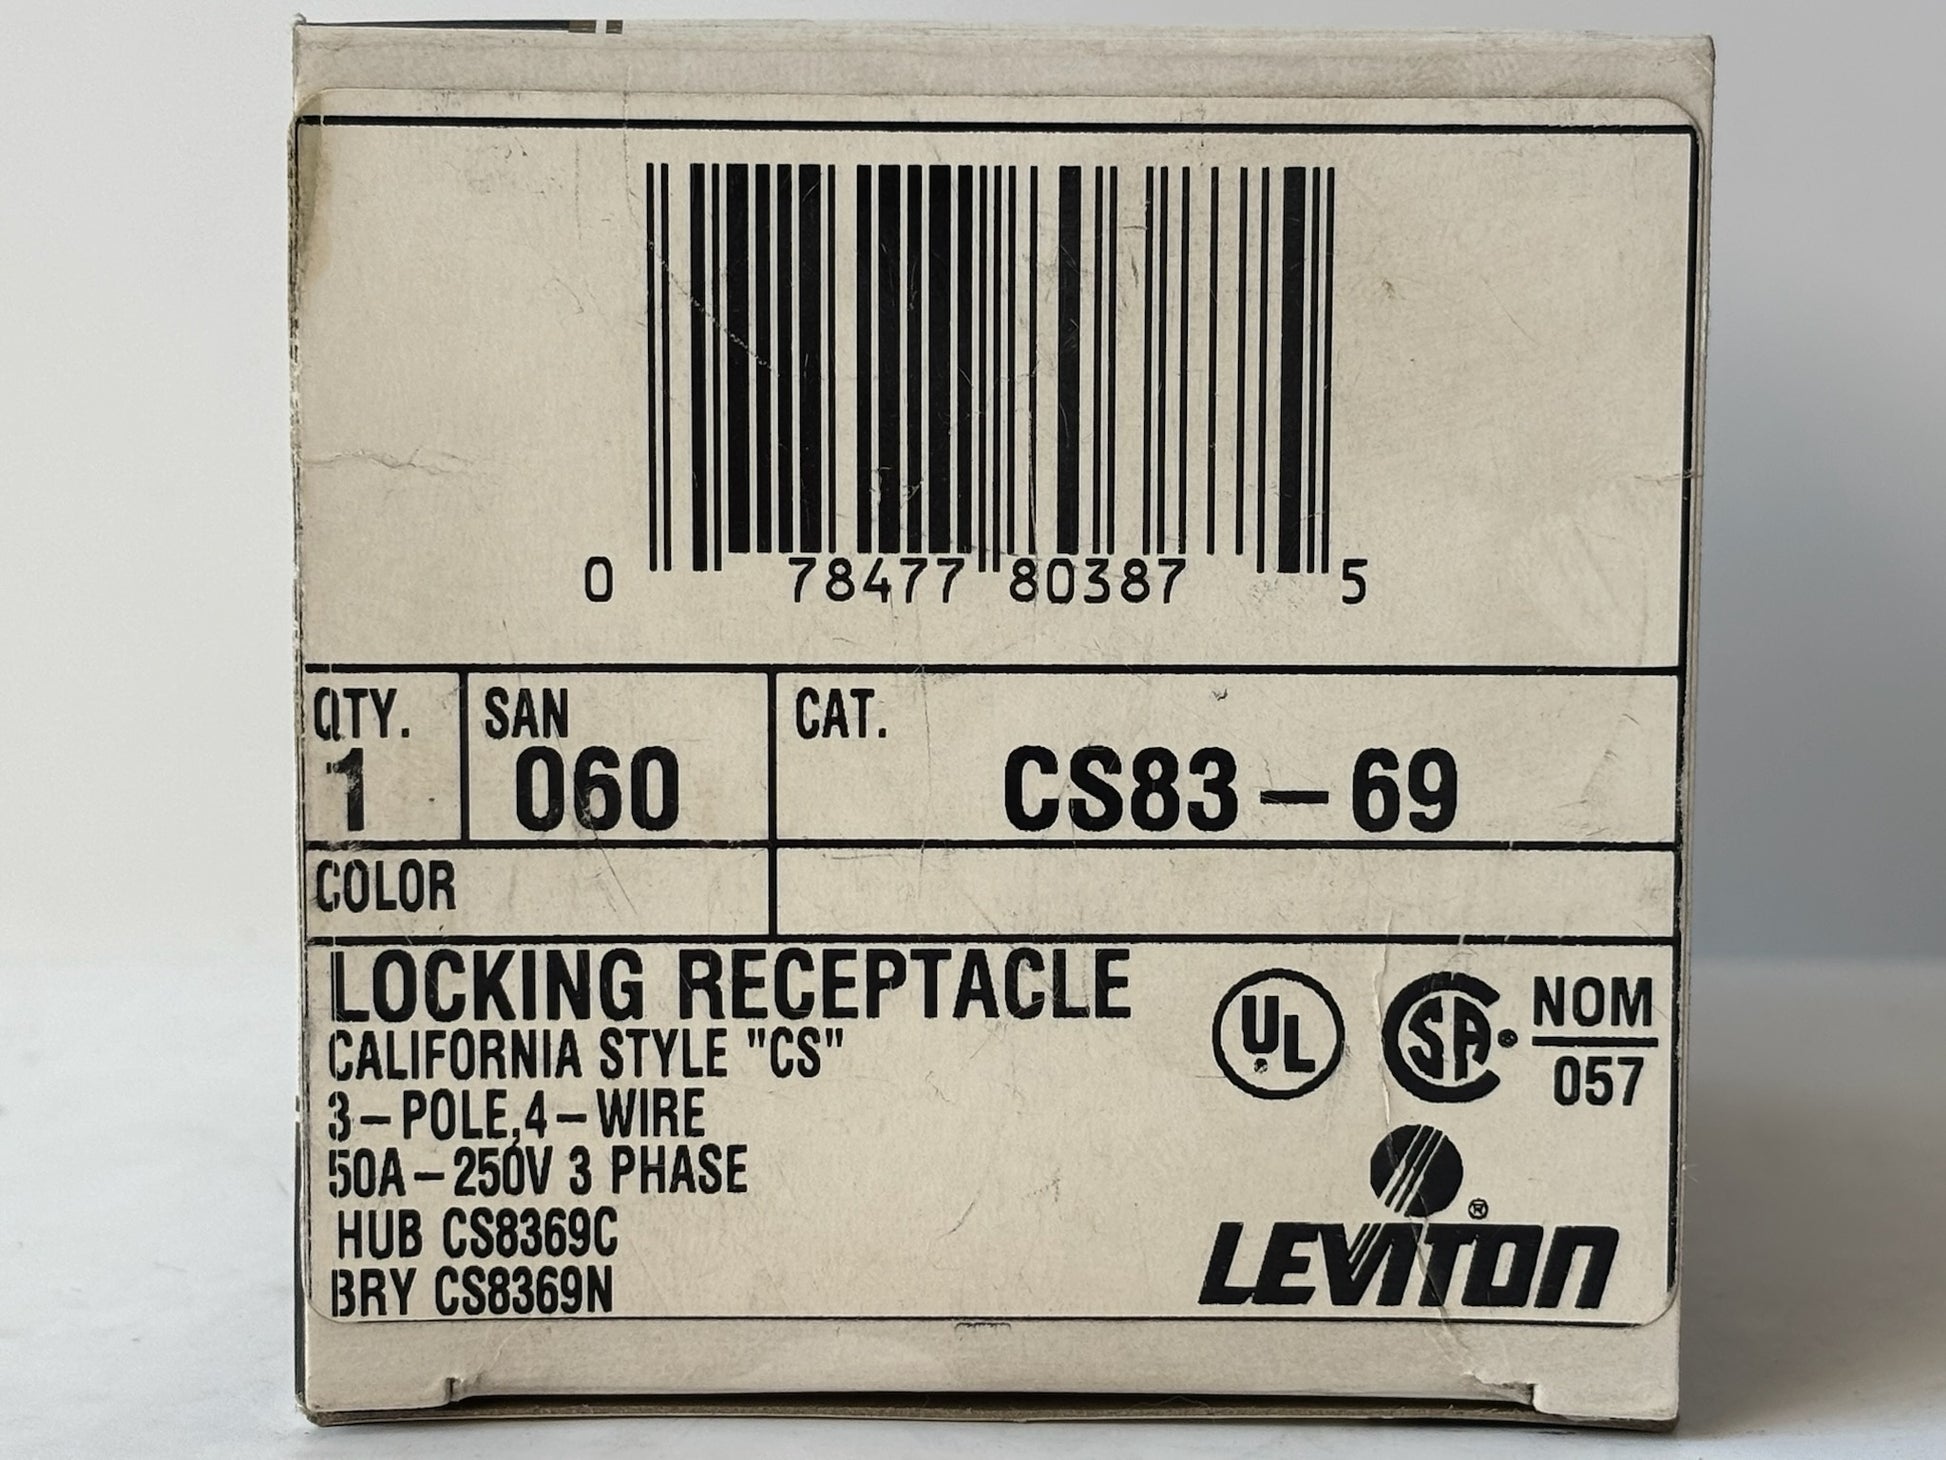 0 78477 80387 5
QTY. SAN CAT.
1 060 CS83-69
COLOR
LOCKING RECEPTACLE
CALIFORNIA STYLE "CS"
3-POLE,4-WIRE
50A-250V 3 PHASE
HUB CS8369C
BRY CS8369N
UL SA NOM
057
LEVITON®